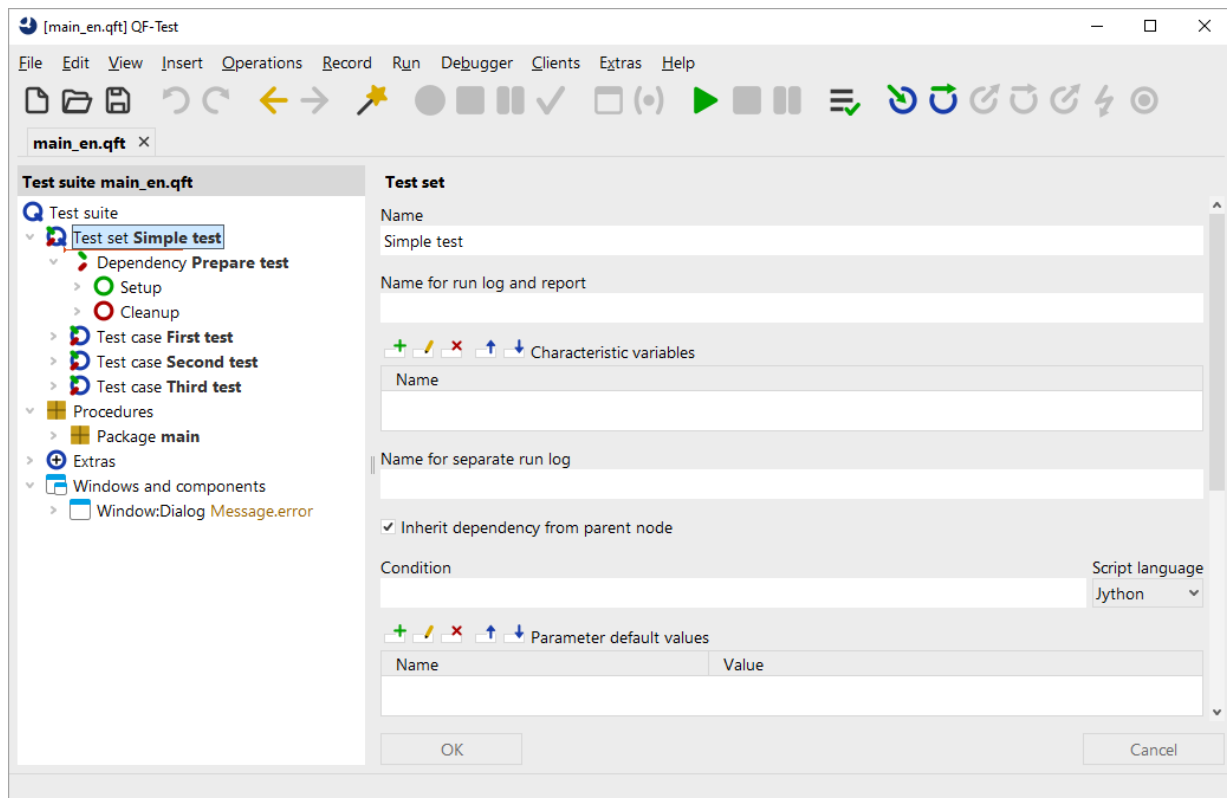 [main_en.qft] QF-Test
File Edit View Insert Operations Record Run Debugger Clients Extras Help
main_en.qft
Test suite main_en.qft
Test suite
Test set Simple test
Dependency Prepare test
Setup
Cleanup
Test case First test
Test case Second test
Test case Third test
Procedures
Package main
Extras
Windows and components
Window:Dialog Message.error
Test set
Name
Simple test
Name for run log and report
Characteristic variables
Name
Name for separate run log
Inherit dependency from parent node
Condition Script language
Jython
Parameter default values
Name Value
OK Cancel